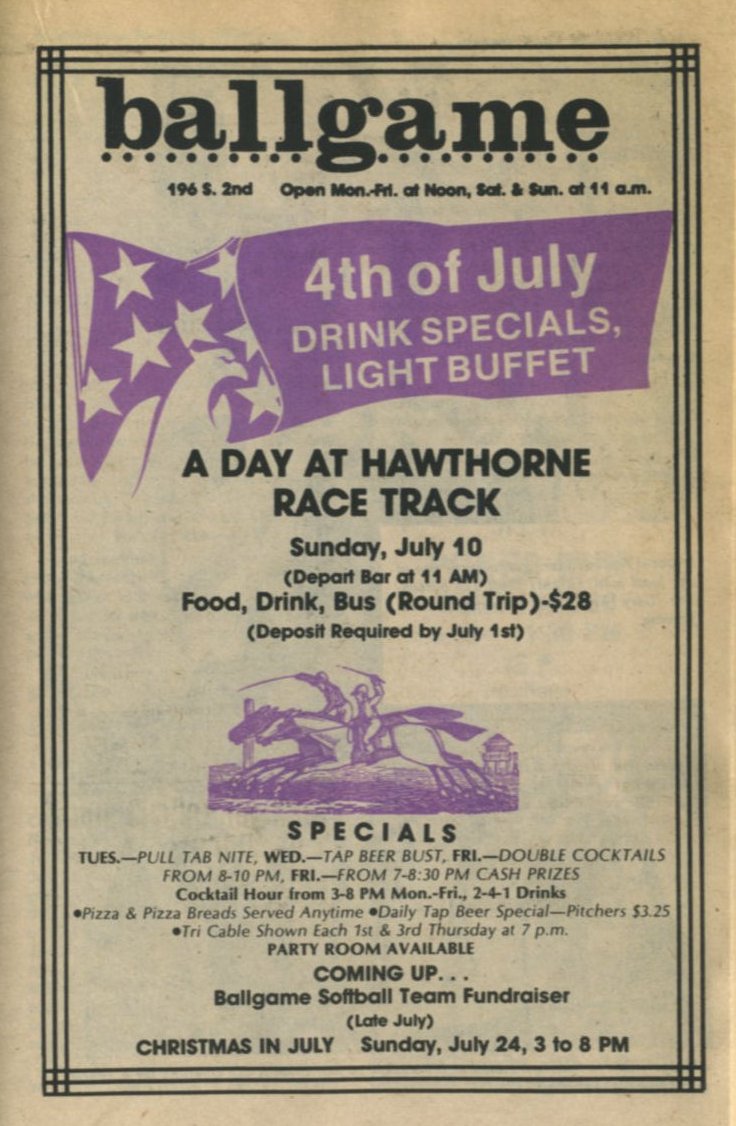 ballgame
196 S. 2nd Open Mon.-Fri. at Noon, Sat. & Sun. at 11 a.m.
4th of July
DRINK SPECIALS,
LIGHT BUFFET
A DAY AT HAWTHORNE
RACE TRACK
Sunday, July 10
(Depart Bar at 11 AM)
Food, Drink, Bus (Round Trip)-$28
(Deposit Required by July 1st)
SPECIALS
TUES.—PULL TAB NITE, WED.—TAP BEER BUST, FRI.—DOUBLE COCKTAILS
FROM 8-10 PM, FRI.—FROM 7-8:30 PM CASH PRIZES
Cocktail Hour from 3-8 PM Mon.-Fri., 2-4-1 Drinks
•Pizza & Pizza Breads Served Anytime •Daily Tap Beer Special—Pitchers $3.25
•Tri Cable Shown Each 1st & 3rd Thursday at 7 p.m.
PARTY ROOM AVAILABLE
COMING UP. . .
Ballgame Softball Team Fundraiser
(Late July)
CHRISTMAS IN JULY Sunday, July 24, 3 to 8 PM